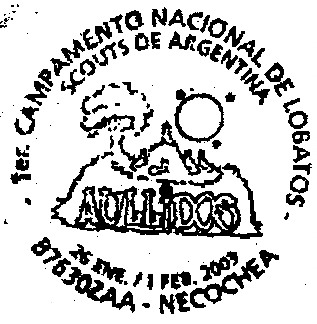 1er. CAMPAMENTO NACIONAL DE LOBATOS
SCOUTS DE ARGENTINA
AULLIDOS
26 ENE. / 1 FEB. 2003
B7630ZAA - NECOCHEA